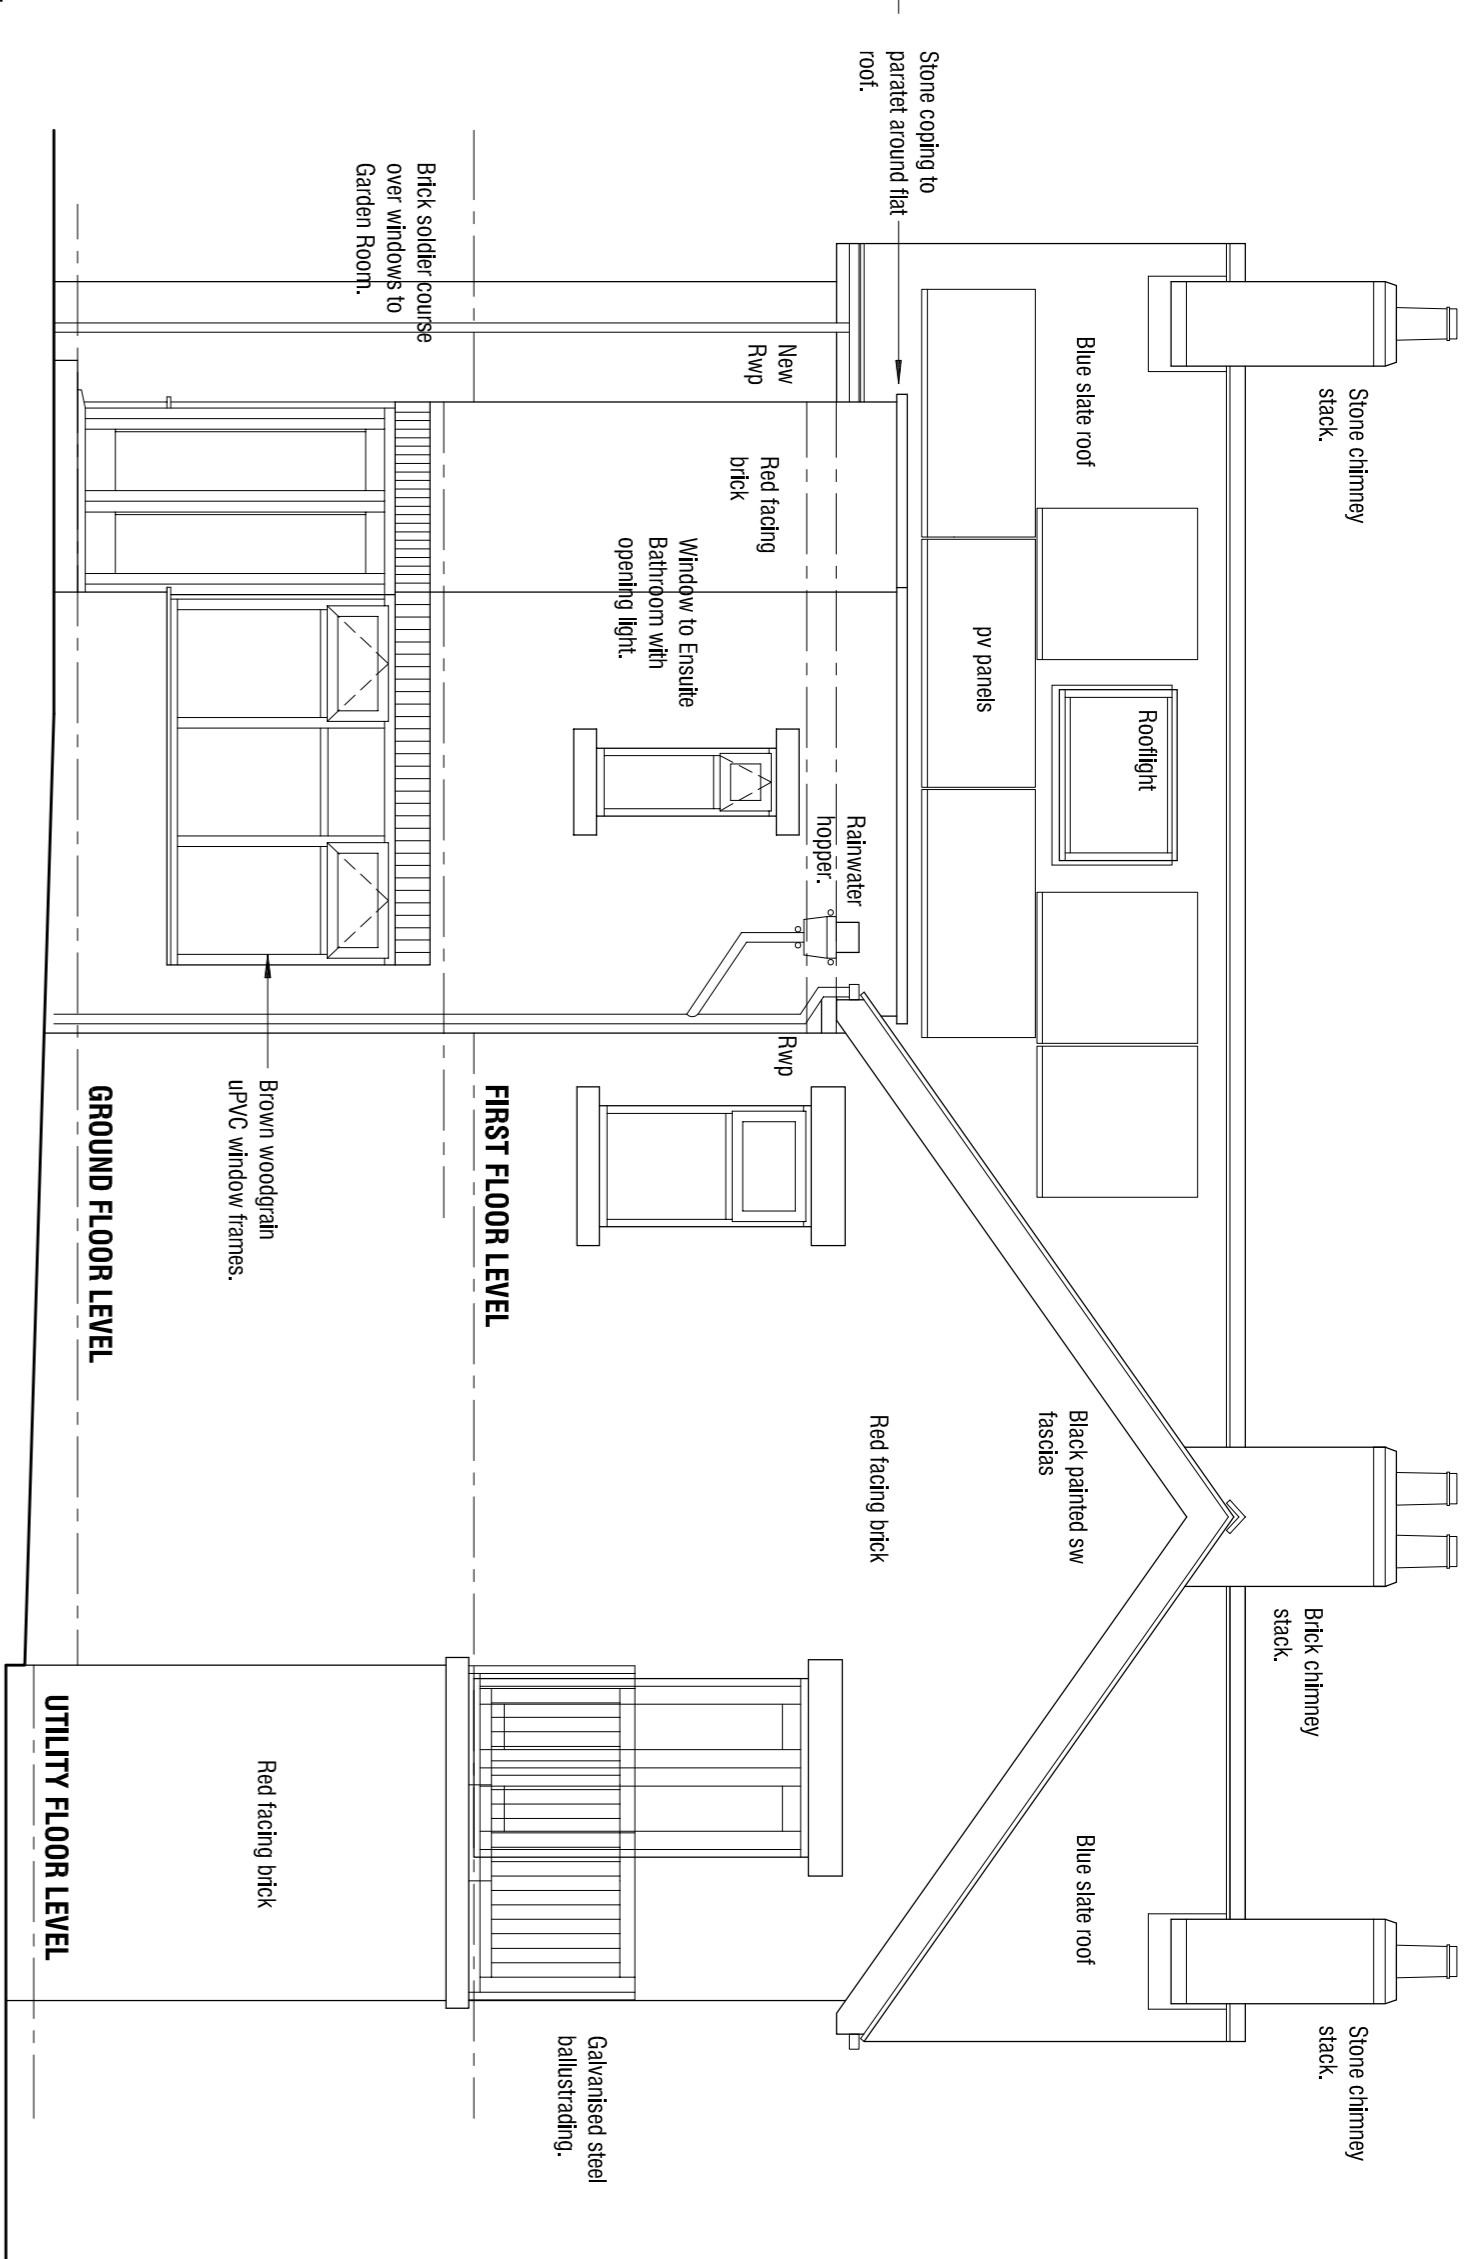 Stone chimney
stack.
Brick chimney
stack.
Stone chimney
stack.
Blue slate roof
Rooflight
Black painted sw
fascias
Blue slate roof
pv panels
Stone coping to
paratet around flat
roof.
Rainwater
hopper.
Red facing brick
New
Rwp
Red facing
brick
Rwp
Window to Ensuite
Bathroom with
opening light.
Galvanised steel
ballustrading.
FIRST FLOOR LEVEL
Brick soldier course
over windows to
Garden Room.
Brown woodgrain
uPVC window frames.
Red facing brick
GROUND FLOOR LEVEL
UTILITY FLOOR LEVEL